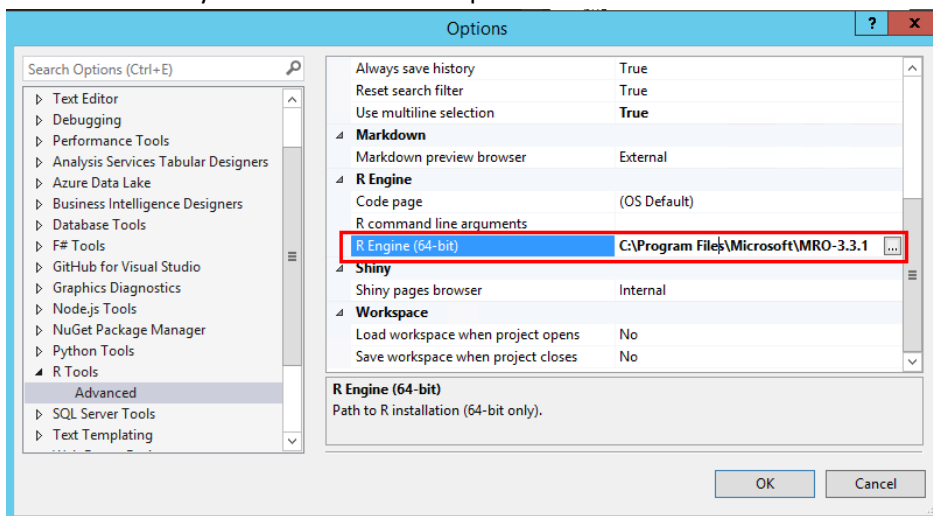 Options
? x
Search Options (Ctrl+E)
Text Editor
Debugging
Performance Tools
Analysis Services Tabular Designers
Azure Data Lake
Business Intelligence Designers
Database Tools
F# Tools
GitHub for Visual Studio
Graphics Diagnostics
Node.js Tools
NuGet Package Manager
Python Tools
R Tools
Advanced
SQL Server Tools
Text Templating
Always save history True
Reset search filter True
Use multiline selection True
Markdown
Markdown preview browser External
R Engine
Code page (OS Default)
R command line arguments
R Engine (64-bit) C:\Program Files\Microsoft\MRO-3.3.1 ...
Shiny
Shiny pages browser Internal
Workspace
Load workspace when project opens No
Save workspace when project closes No
R Engine (64-bit)
Path to R installation (64-bit only).
OK Cancel